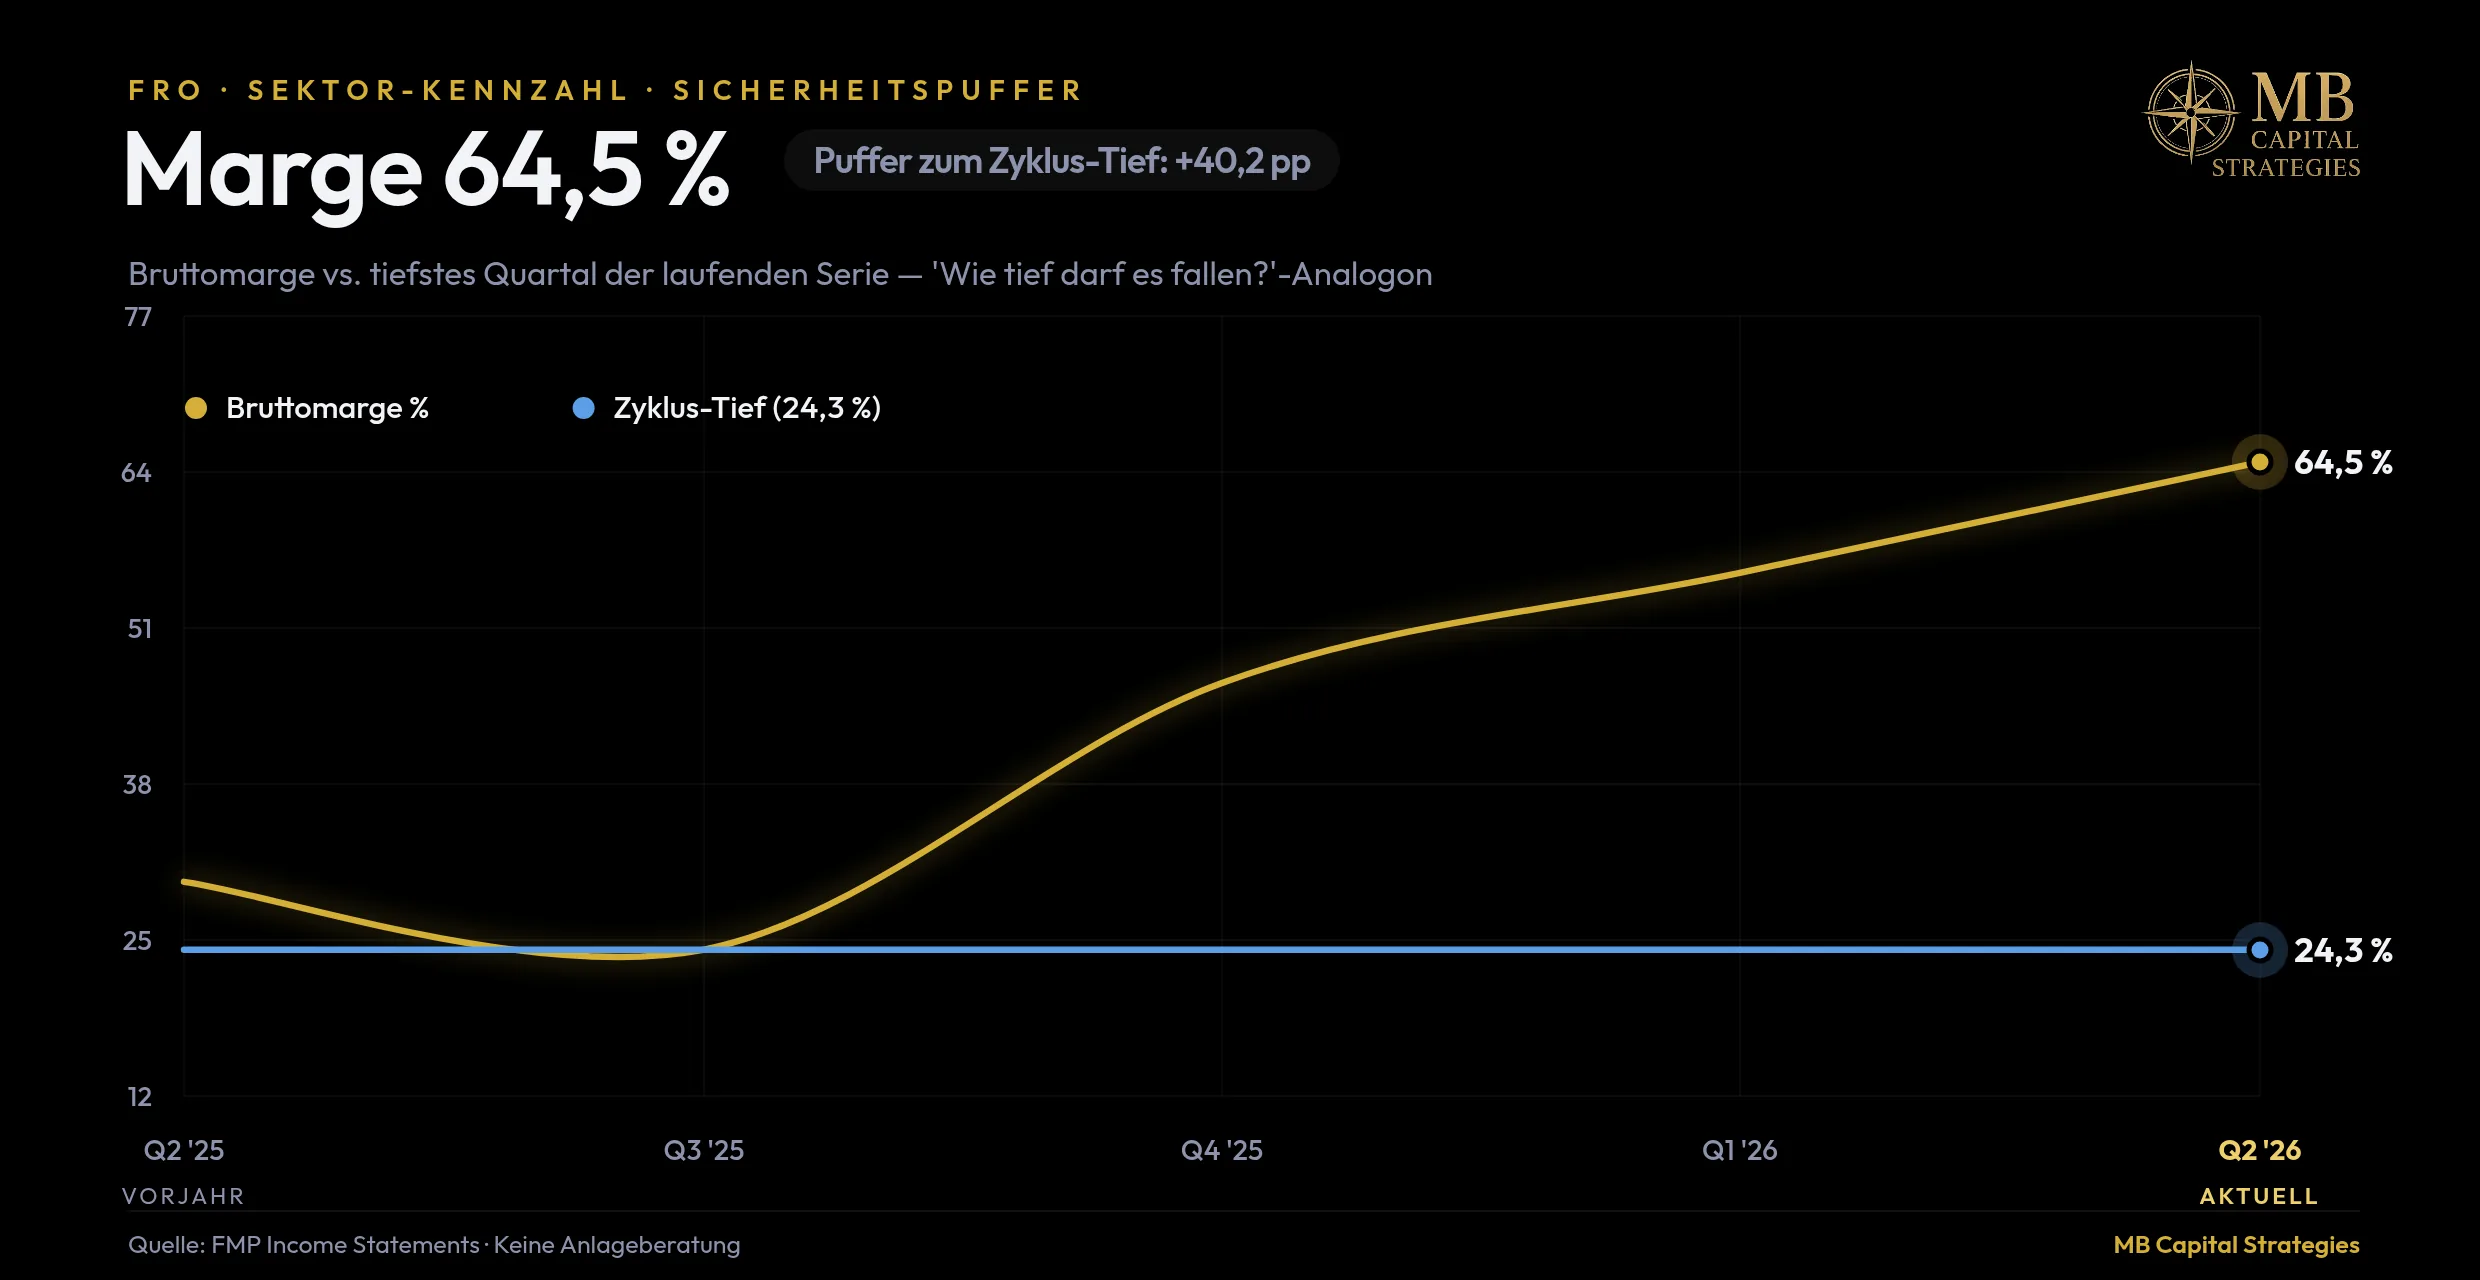 FRO · SEKTOR-KENNZAHL · SICHERHEITSPUFFER
Marge 64,5 %
Puffer zum Zyklus-Tief: +40,2 pp
MB
CAPITAL
STRATEGIES
Bruttomarge vs. tiefstes Quartal der laufenden Serie — 'Wie tief darf es fallen?'-Analogon
77
Bruttomarge %
Zyklus-Tief (24,3 %)
64
64,5 %
51
38
25
24,3 %
12
Q2 '25
Q3 '25
Q4 '25
Q1 '26
Q2 '26
VORJAHR
AKTUELL
Quelle: FMP Income Statements · Keine Anlageberatung
MB Capital Strategies